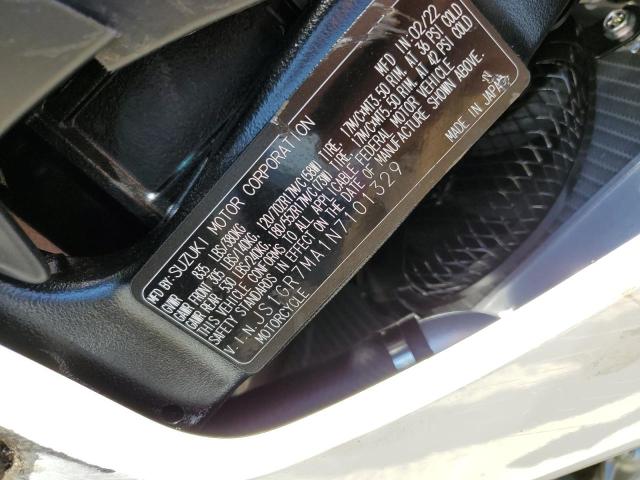 MFD BY:SUZUKI MOTOR CORPORATION MFD IN:02/22
GVWR 835 LBS(380KG)
GAWR FRONT 305 LBS(140KG), 120/70ZR17M/C(58W) TIRE, 17M/CXMT3.50 RIM, AT 36 PSI COLD
GAWR REAR 530 LBS(240KG), 180/55ZR17M/C(73W) TIRE, 17M/CXMT5.50 RIM, AT 42 PSI COLD
THIS VEHICLE CONFORMS TO ALL APPLICABLE FEDERAL MOTOR VEHICLE
SAFETY STANDARDS IN EFFECT ON THE DATE OF MANUFACTURE SHOWN ABOVE.
V.I.N.JS1GR7MA1N7101329 MADE IN JAPAN
MOTORCYCLE